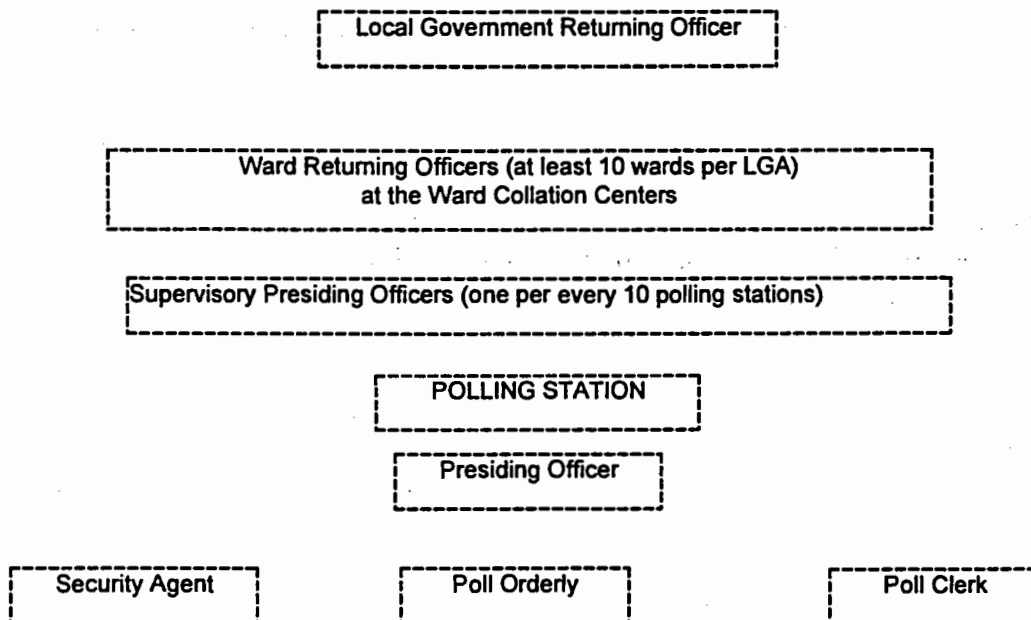 Local Government Returning Officer
Ward Returning Officers (at least 10 wards per LGA)
at the Ward Collation Centers
Supervisory Presiding Officers (one per every 10 polling stations)
POLLING STATION
Presiding Officer
Security Agent
Poll Orderly
Poll Clerk